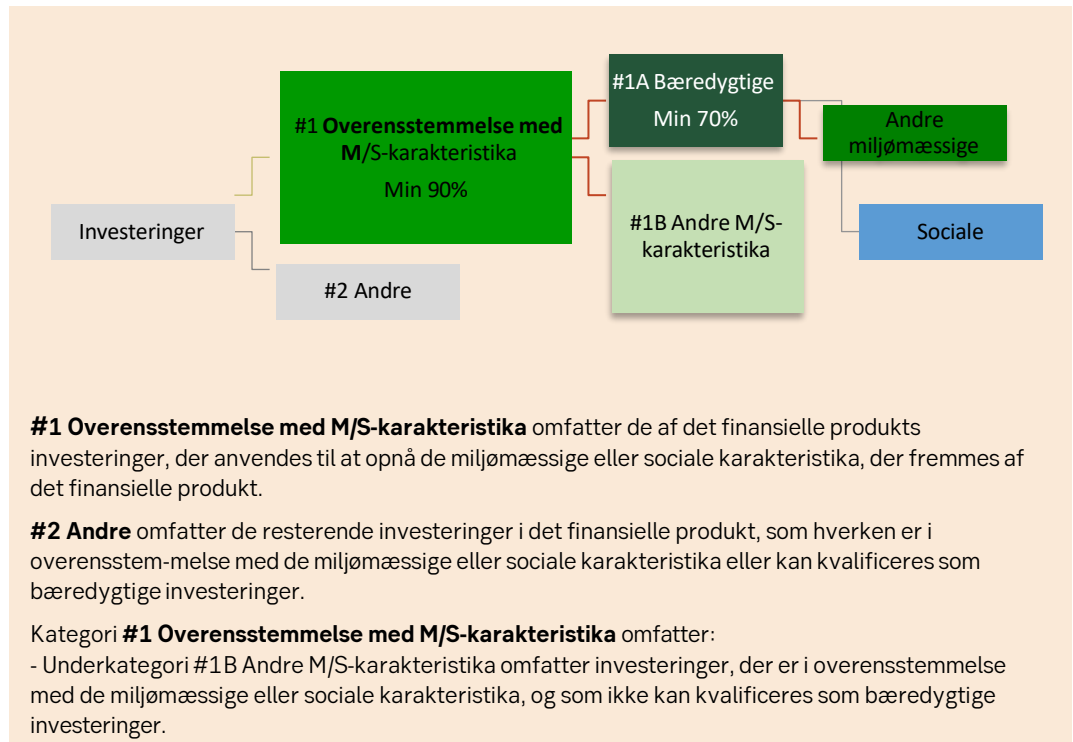 #1A Bæredygtige
Min 70%
#1 Overensstemmelse med
M/S-karakteristika
Min 90%
Andre
miljømæssige
Investeringer
#1B Andre M/S-
karakteristika
Sociale
#2 Andre
#1 Overensstemmelse med M/S-karakteristika omfatter de af det finansielle produkts
investeringer, der anvendes til at opnå de miljømæssige eller sociale karakteristika, der fremmes af
det finansielle produkt.
#2 Andre omfatter de resterende investeringer i det finansielle produkt, som hverken er i
overensstem-melse med de miljømæssige eller sociale karakteristika eller kan kvalificeres som
bæredygtige investeringer.
Kategori #1 Overensstemmelse med M/S-karakteristika omfatter:
- Underkategori #1B Andre M/S-karakteristika omfatter investeringer, der er i overensstemmelse
med de miljømæssige eller sociale karakteristika, og som ikke kan kvalificeres som bæredygtige
investeringer.